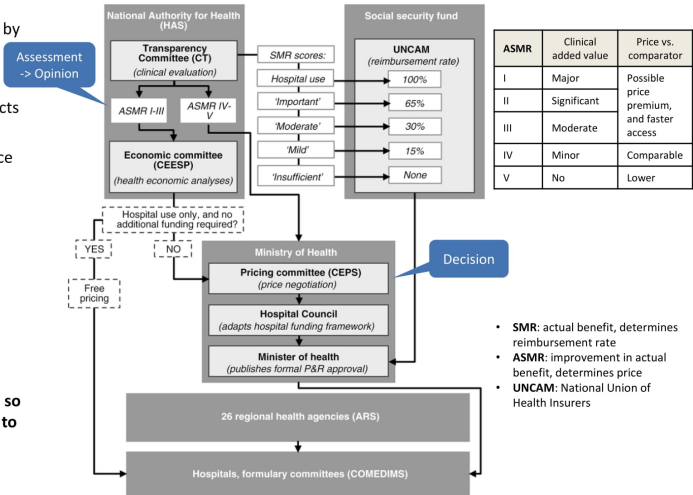 by
cts
ce
so
to
Assessment
-> Opinion
National Authority for Health
(HAS)
Transparency
Committee (CT)
(clinical evaluation)
ASMR I-III
ASMR IV-
V
Economic committee
(CEESP)
(health economic analyses)
SMR scores:
Hospital use
'Important'
'Moderate'
'Mild'
'Insufficient'
Social security fund
UNCAM
(reimbursement rate)
100%
65%
30%
15%
None
Hospital use only, and no
additional funding required?
YES
NO
Free
pricing
Ministry of Health
Pricing committee (CEPS)
(price negotiation)
Hospital Council
(adapts hospital funding framework)
Minister of health
(publishes formal P&R approval)
Decision
26 regional health agencies (ARS)
Hospitals, formulary committees (COMEDIMS)
ASMR
Clinical
added value
Price vs.
comparator
I
Major
Possible
price
premium,
and faster
access
II
Significant
III
Moderate
IV
Minor
Comparable
V
No
Lower
• SMR: actual benefit, determines
reimbursement rate
• ASMR: improvement in actual
benefit, determines price
• UNCAM: National Union of
Health Insurers